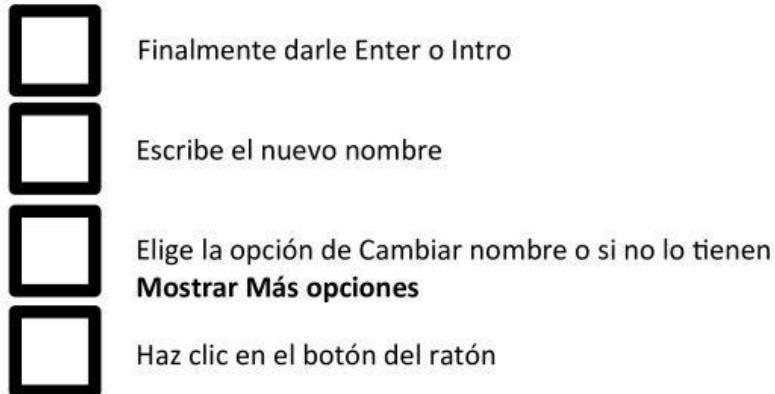 Finalmente darle Enter o Intro
Escribe el nuevo nombre
Elige la opción de Cambiar nombre o si no lo tienen
Mostrar Más opciones
Haz clic en el botón del ratón